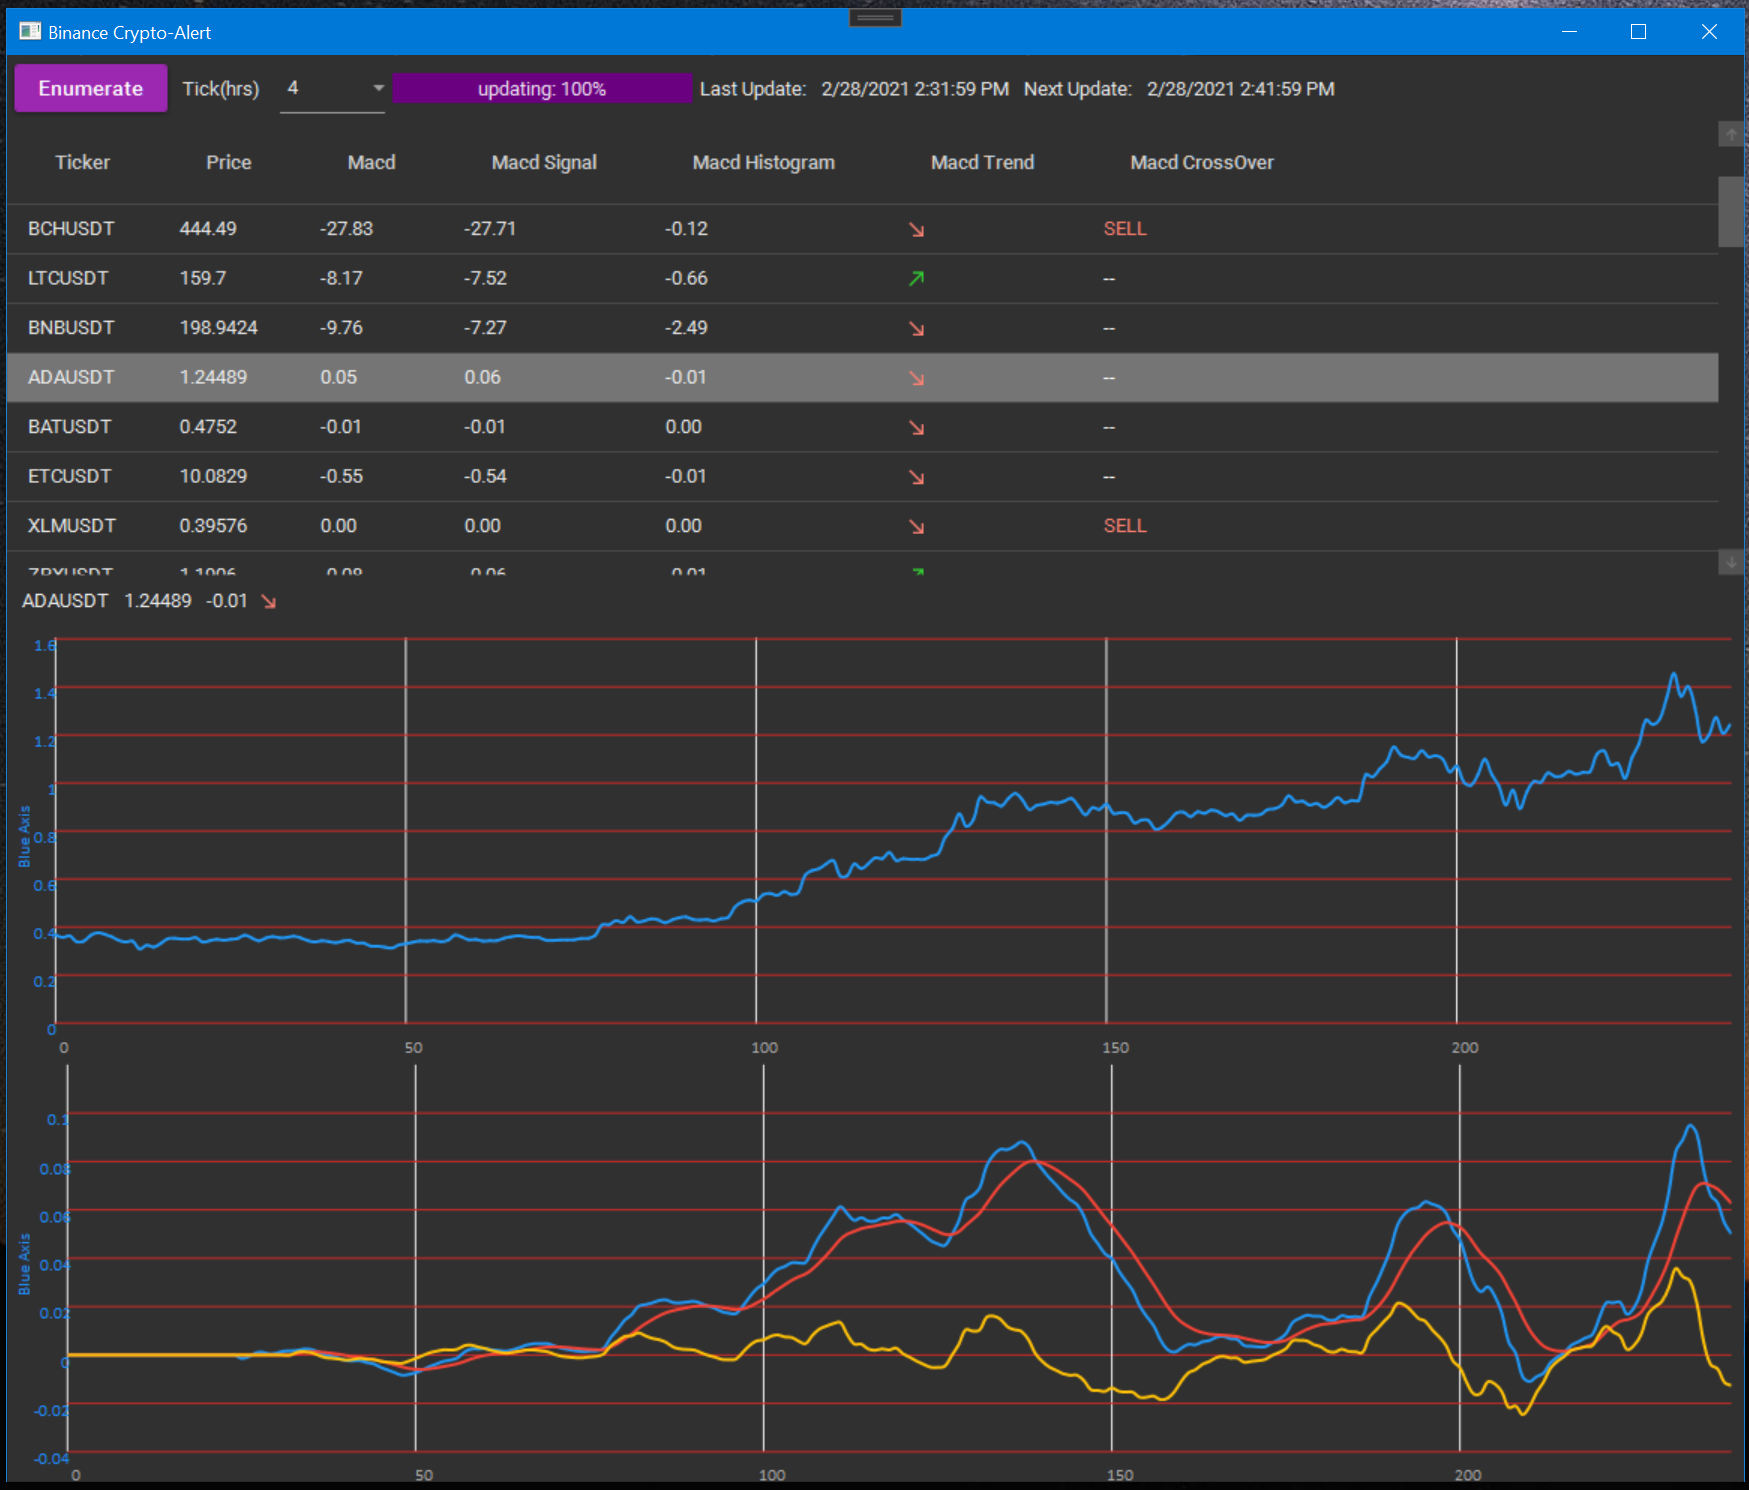 Binance Crypto-Alert
Enumerate Tick(hrs) 4 updating: 100% Last Update: 2/28/2021 2:31:59 PM Next Update: 2/28/2021 2:41:59 PM
Ticker Price Macd Macd Signal Macd Histogram Macd Trend Macd CrossOver
BCHUSDT 444.49 -27.83 -27.71 -0.12 SELL
LTCUSDT 159.7 -8.17 -7.52 -0.66 --
BNBUSDT 198.9424 -9.76 -7.27 -2.49 --
ADAUSDT 1.24489 0.05 0.06 -0.01 --
BATUSDT 0.4752 -0.01 -0.01 0.00 --
ETCUSDT 10.0829 -0.55 -0.54 -0.01 --
XLMUSDT 0.39576 0.00 0.00 0.00 SELL
ADAUSDT 1.24489 -0.01
1.6
1.4
1.2
1
0.8
Blue Axis
0.6
0.4
0.2
0
0 50 100 150 200
0.1
0.08
0.06
0.04
Blue Axis
0.02
0
-0.02
-0.04
0 50 100 150 200